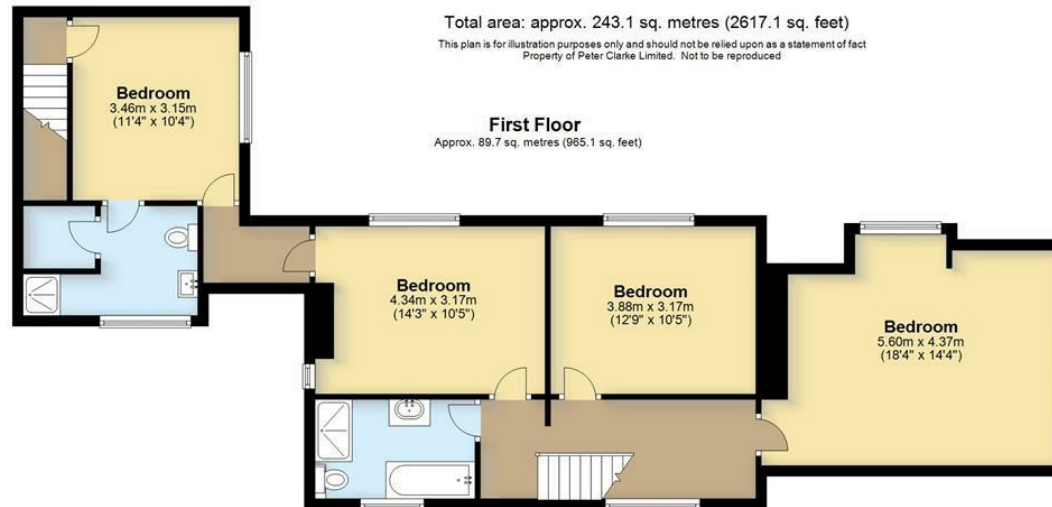 Total area: approx. 243.1 sq. metres (2617.1 sq. feet)
This plan is for illustration purposes only and should not be relied upon as a statement of fact
Property of Peter Clarke Limited. Not to be reproduced
First Floor
Approx. 89.7 sq. metres (965.1 sq. feet)
Bedroom
3.46m x 3.15m
(11'4" x 10'4")
Bedroom
4.34m x 3.17m
(14'3" x 10'5")
Bedroom
3.88m x 3.17m
(12'9" x 10'5")
Bedroom
5.60m x 4.37m
(18'4" x 14'4")